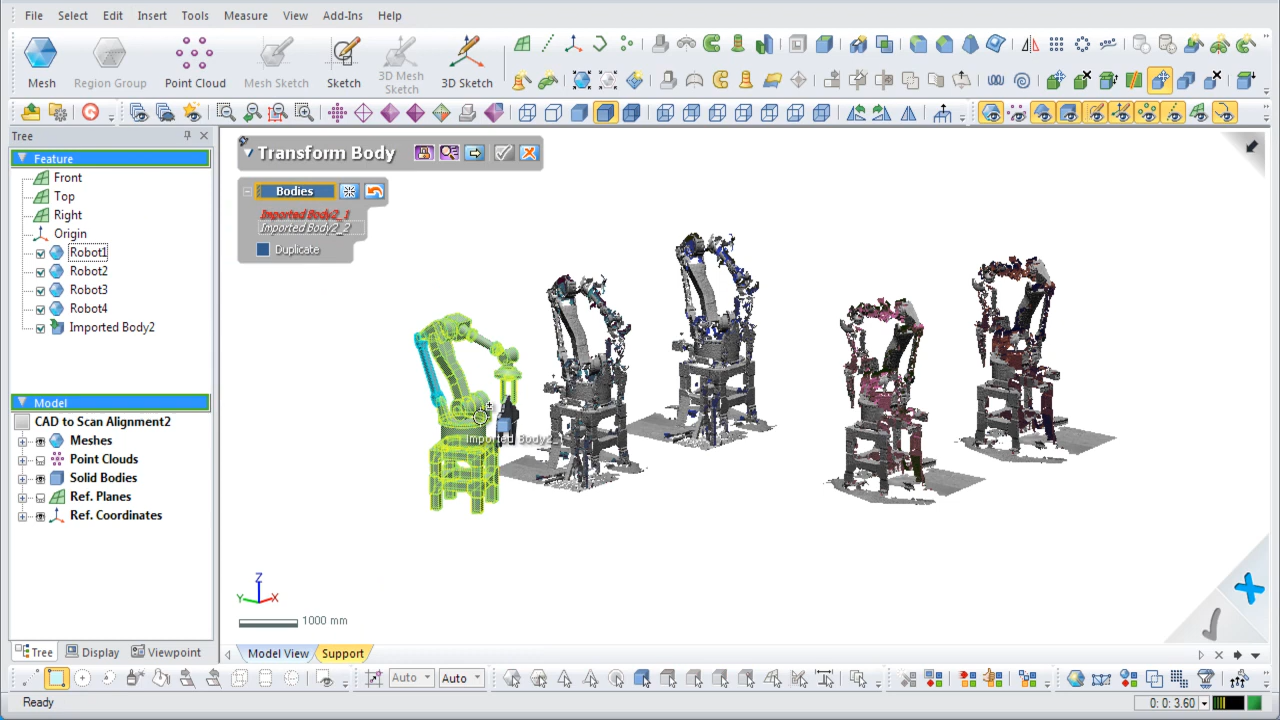 File Select Edit Insert Tools Measure View Add-Ins Help
Mesh Region Group Point Cloud Mesh Sketch Sketch 3D Mesh Sketch 3D Sketch
Tree
Feature
Front
Top
Right
Origin
Robot1
Robot2
Robot3
Robot4
Imported Body2
Model
CAD to Scan Alignment2
Meshes
Point Clouds
Solid Bodies
Ref. Planes
Ref. Coordinates
Tree Display Viewpoint
Transform Body
Bodies
Imported Body2_1
Imported Body2_2
Duplicate
Imported Body2
Z
Y X
1000 mm
Model View Support
Auto Auto
Ready 0: 0: 3.60